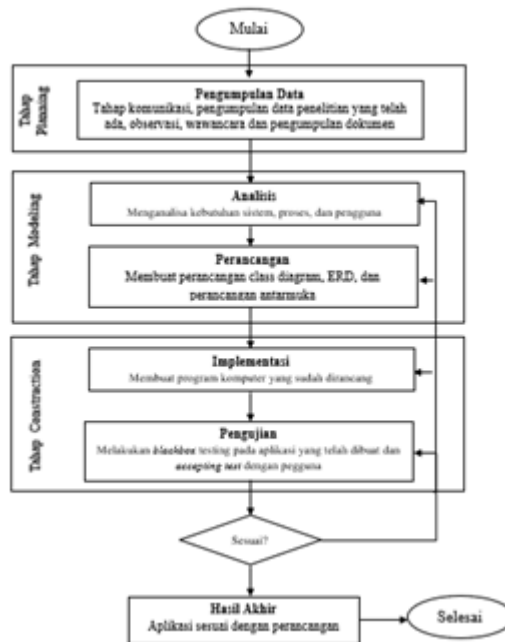 Mulai
Tahap
Planning
Pengumpulan Data
Tahap komunikasi, pengumpulan data penelitian yang telah
ada, observasi, wawancara dan pengumpulan dokumen
Tahap Modeling
Analisis
Menganalisa kebutuhan sistem, proses, dan pengguna
Perancangan
Membuat perancangan class diagram, ERD, dan
perancangan antarmuka
Tahap Construction
Implementasi
Membuat program komputer yang sudah dirancang
Pengujian
Melakukan blackbox testing pada aplikasi yang telah dibuat dan
accepting test dengan pegguna
Sesuai?
Hasil Akhir
Aplikasi sesuai dengan perancangan
Selesai